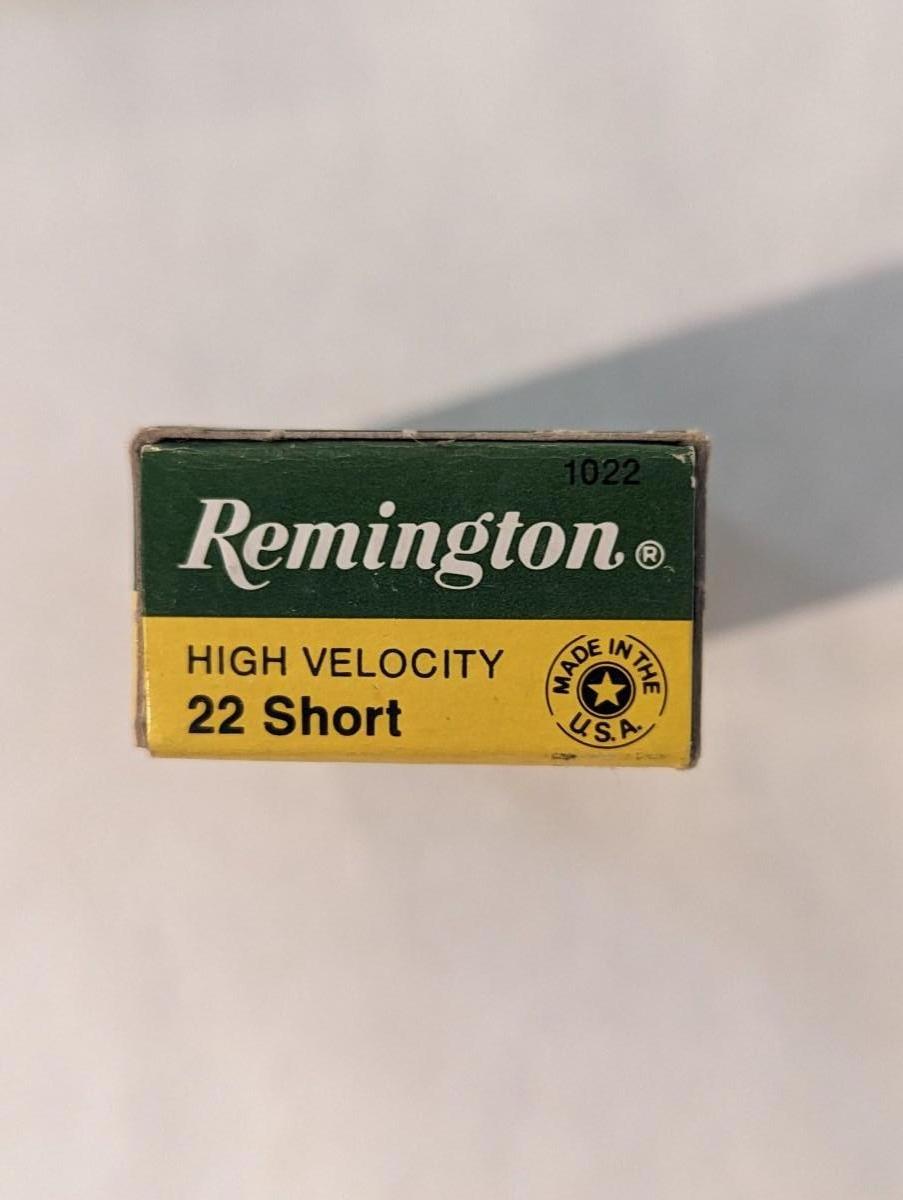 1022
Remington®
HIGH VELOCITY
22 Short
MADE IN THE
U.S.A.